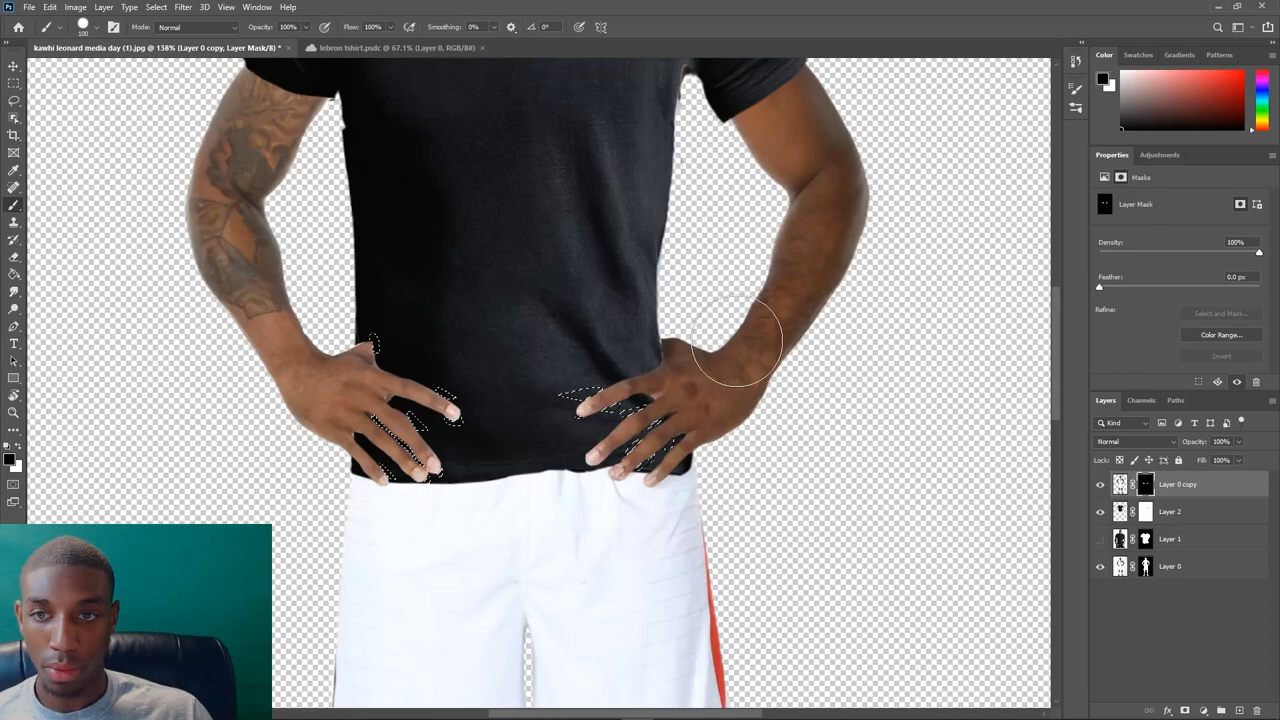 Ps File Edit Image Layer Type Select Filter 3D View Window Help
100 Mode: Normal Opacity: 100% Flow: 100% Smoothing: 0% 0°
kawhi leonard media day (1).jpg @ 138% (Layer 0 copy, Layer Mask/8) * × lebron tshirt.psdc @ 67.1% (Layer 0, RGB/8#) ×
Color Swatches Gradients Patterns
Properties Adjustments
Masks
Layer Mask
Density: 100%
Feather: 0.0 px
Refine: Select and Mask...
Color Range...
Invert
Layers Channels Paths
Kind
Normal Opacity: 100%
Lock: Fill: 100%
Layer 0 copy
Layer 2
Layer 1
Layer 0